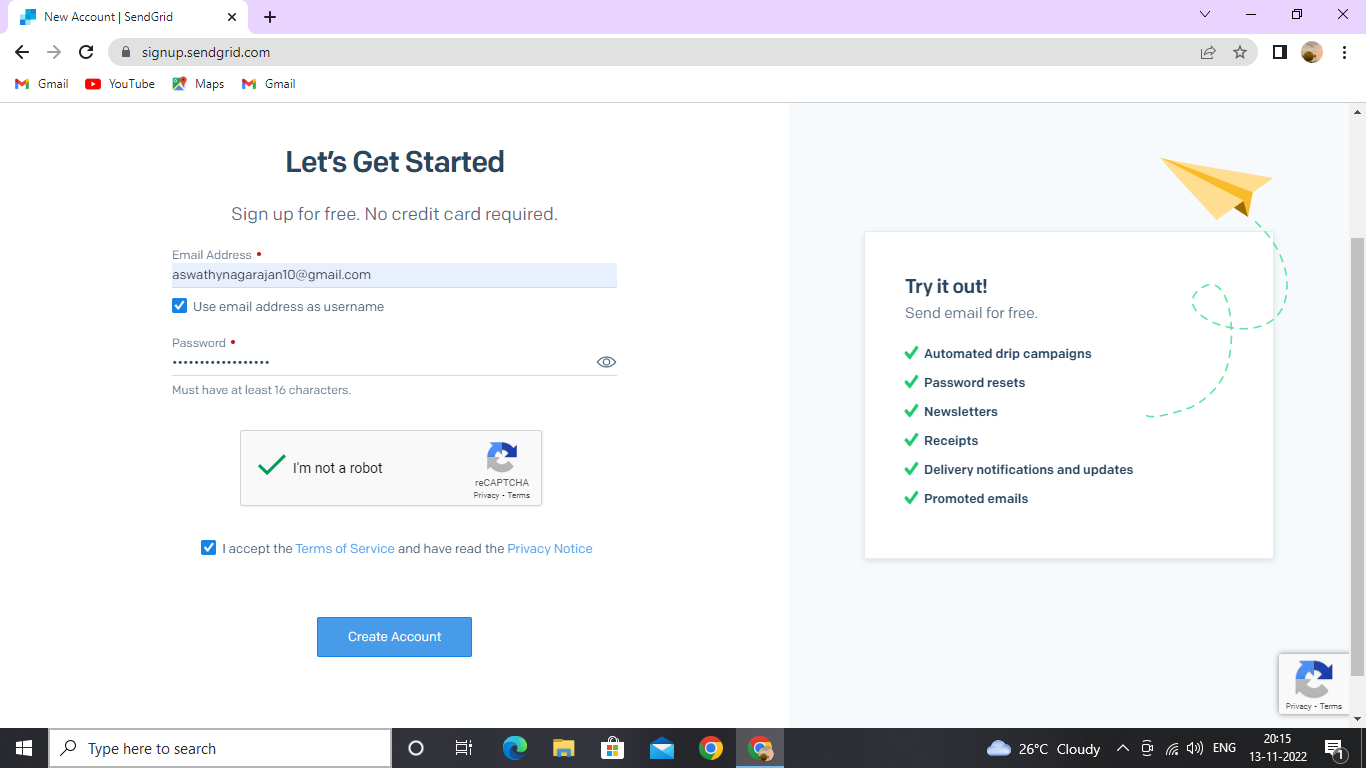 New Account | SendGrid
signup.sendgrid.com
Gmail YouTube Maps Gmail
Let's Get Started
Sign up for free. No credit card required.
Email Address •
aswathynagarajan10@gmail.com
Use email address as username
Password •
••••••••••••••••••
Must have at least 16 characters.
I'm not a robot
reCAPTCHA
Privacy - Terms
I accept the Terms of Service and have read the Privacy Notice
Create Account
Try it out!
Send email for free.
Automated drip campaigns
Password resets
Newsletters
Receipts
Delivery notifications and updates
Promoted emails
Privacy - Terms
Type here to search
26°C Cloudy
ENG
20:15
13-11-2022
1